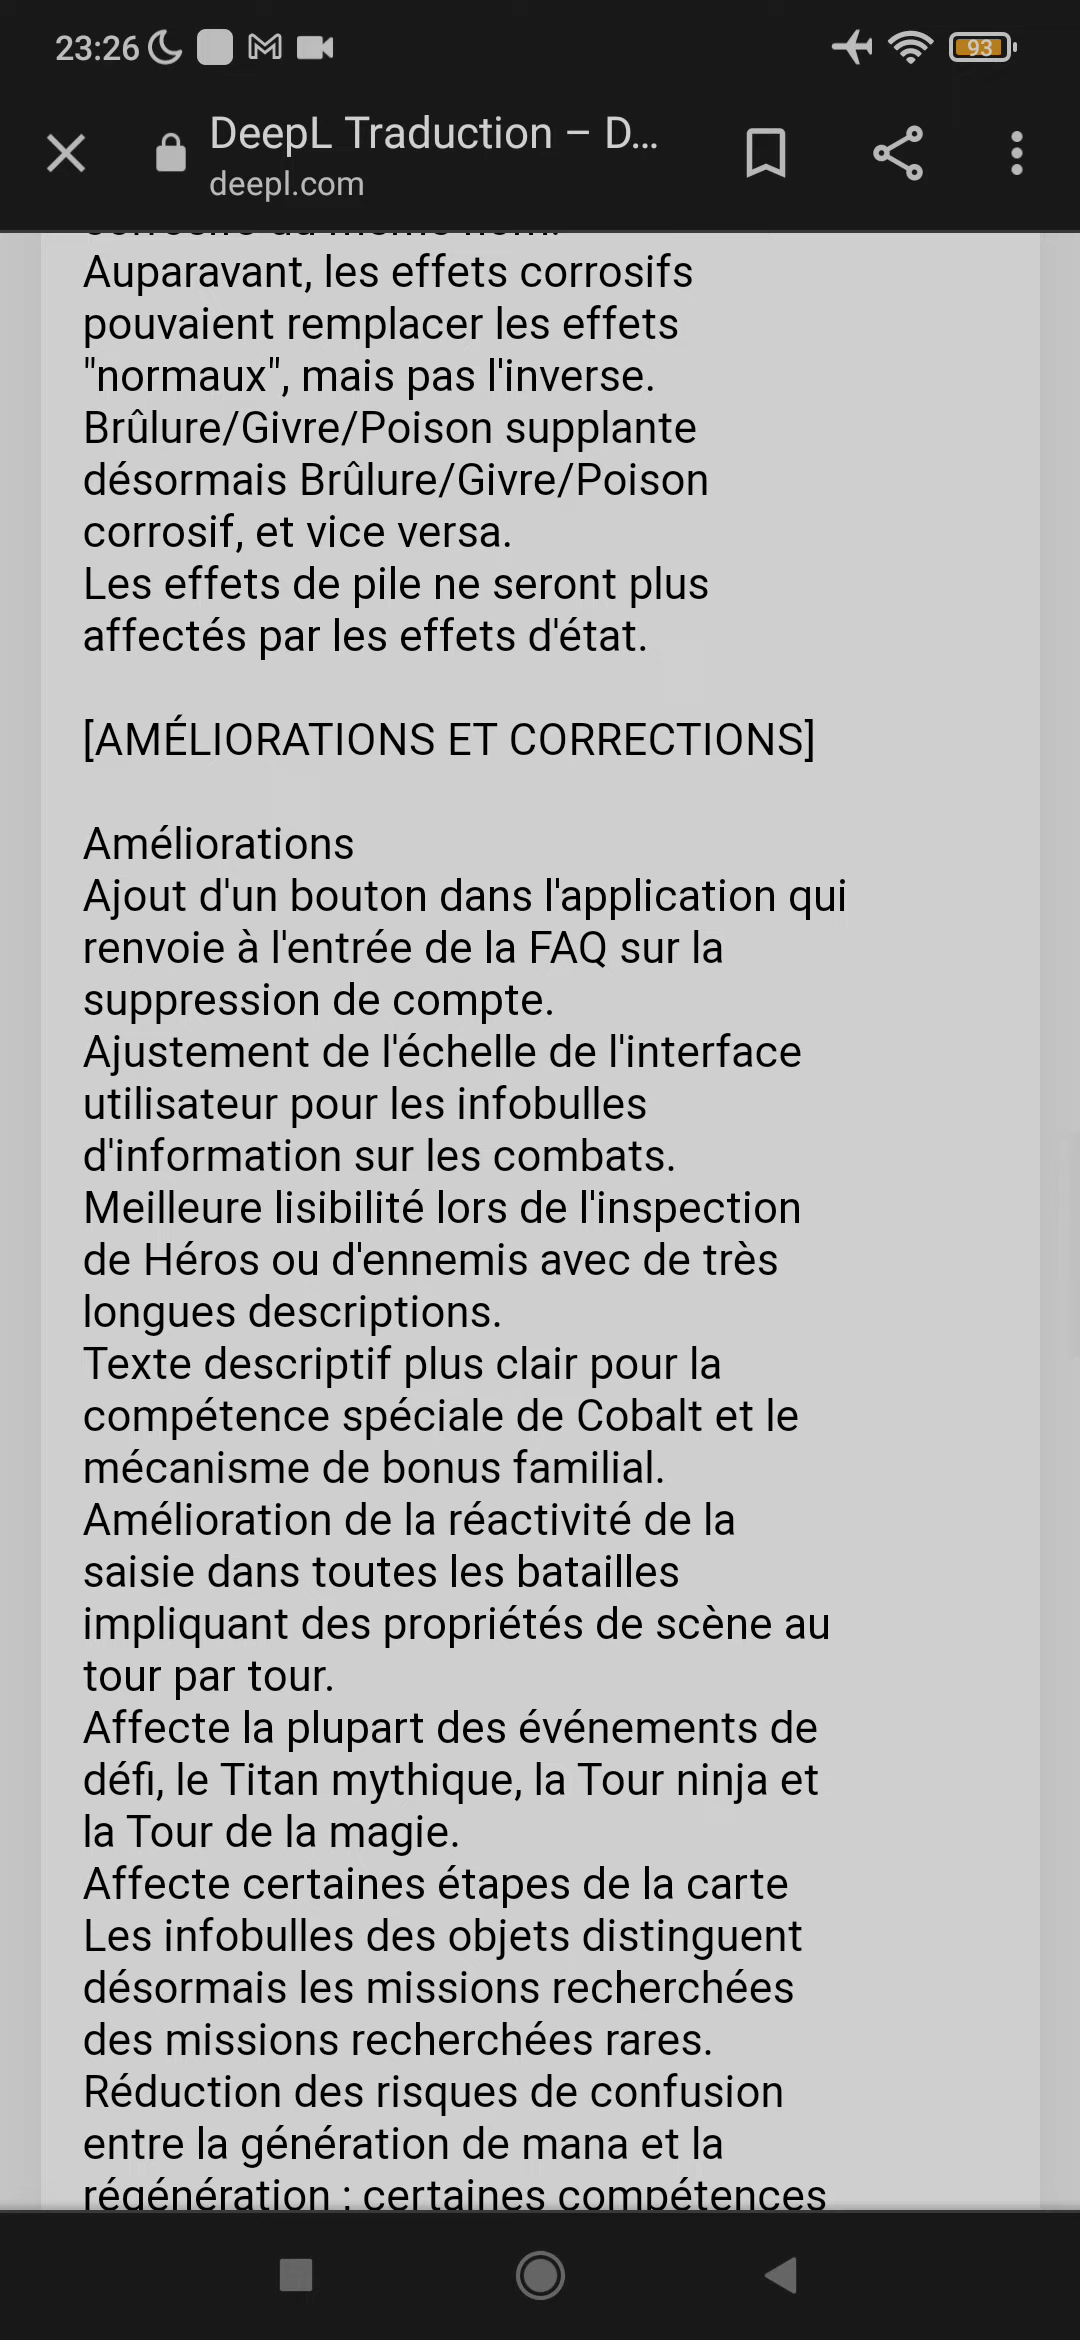 23:26
93
DeepL Traduction – D...
deepl.com
corrosifs du même nom.
Auparavant, les effets corrosifs
pouvaient remplacer les effets
"normaux", mais pas l'inverse.
Brûlure/Givre/Poison supplante
désormais Brûlure/Givre/Poison
corrosif, et vice versa.
Les effets de pile ne seront plus
affectés par les effets d'état.
[AMÉLIORATIONS ET CORRECTIONS]
Améliorations
Ajout d'un bouton dans l'application qui
renvoie à l'entrée de la FAQ sur la
suppression de compte.
Ajustement de l'échelle de l'interface
utilisateur pour les infobulles
d'information sur les combats.
Meilleure lisibilité lors de l'inspection
de Héros ou d'ennemis avec de très
longues descriptions.
Texte descriptif plus clair pour la
compétence spéciale de Cobalt et le
mécanisme de bonus familial.
Amélioration de la réactivité de la
saisie dans toutes les batailles
impliquant des propriétés de scène au
tour par tour.
Affecte la plupart des événements de
défi, le Titan mythique, la Tour ninja et
la Tour de la magie.
Affecte certaines étapes de la carte
Les infobulles des objets distinguent
désormais les missions recherchées
des missions recherchées rares.
Réduction des risques de confusion
entre la génération de mana et la
régénération : certaines compétences